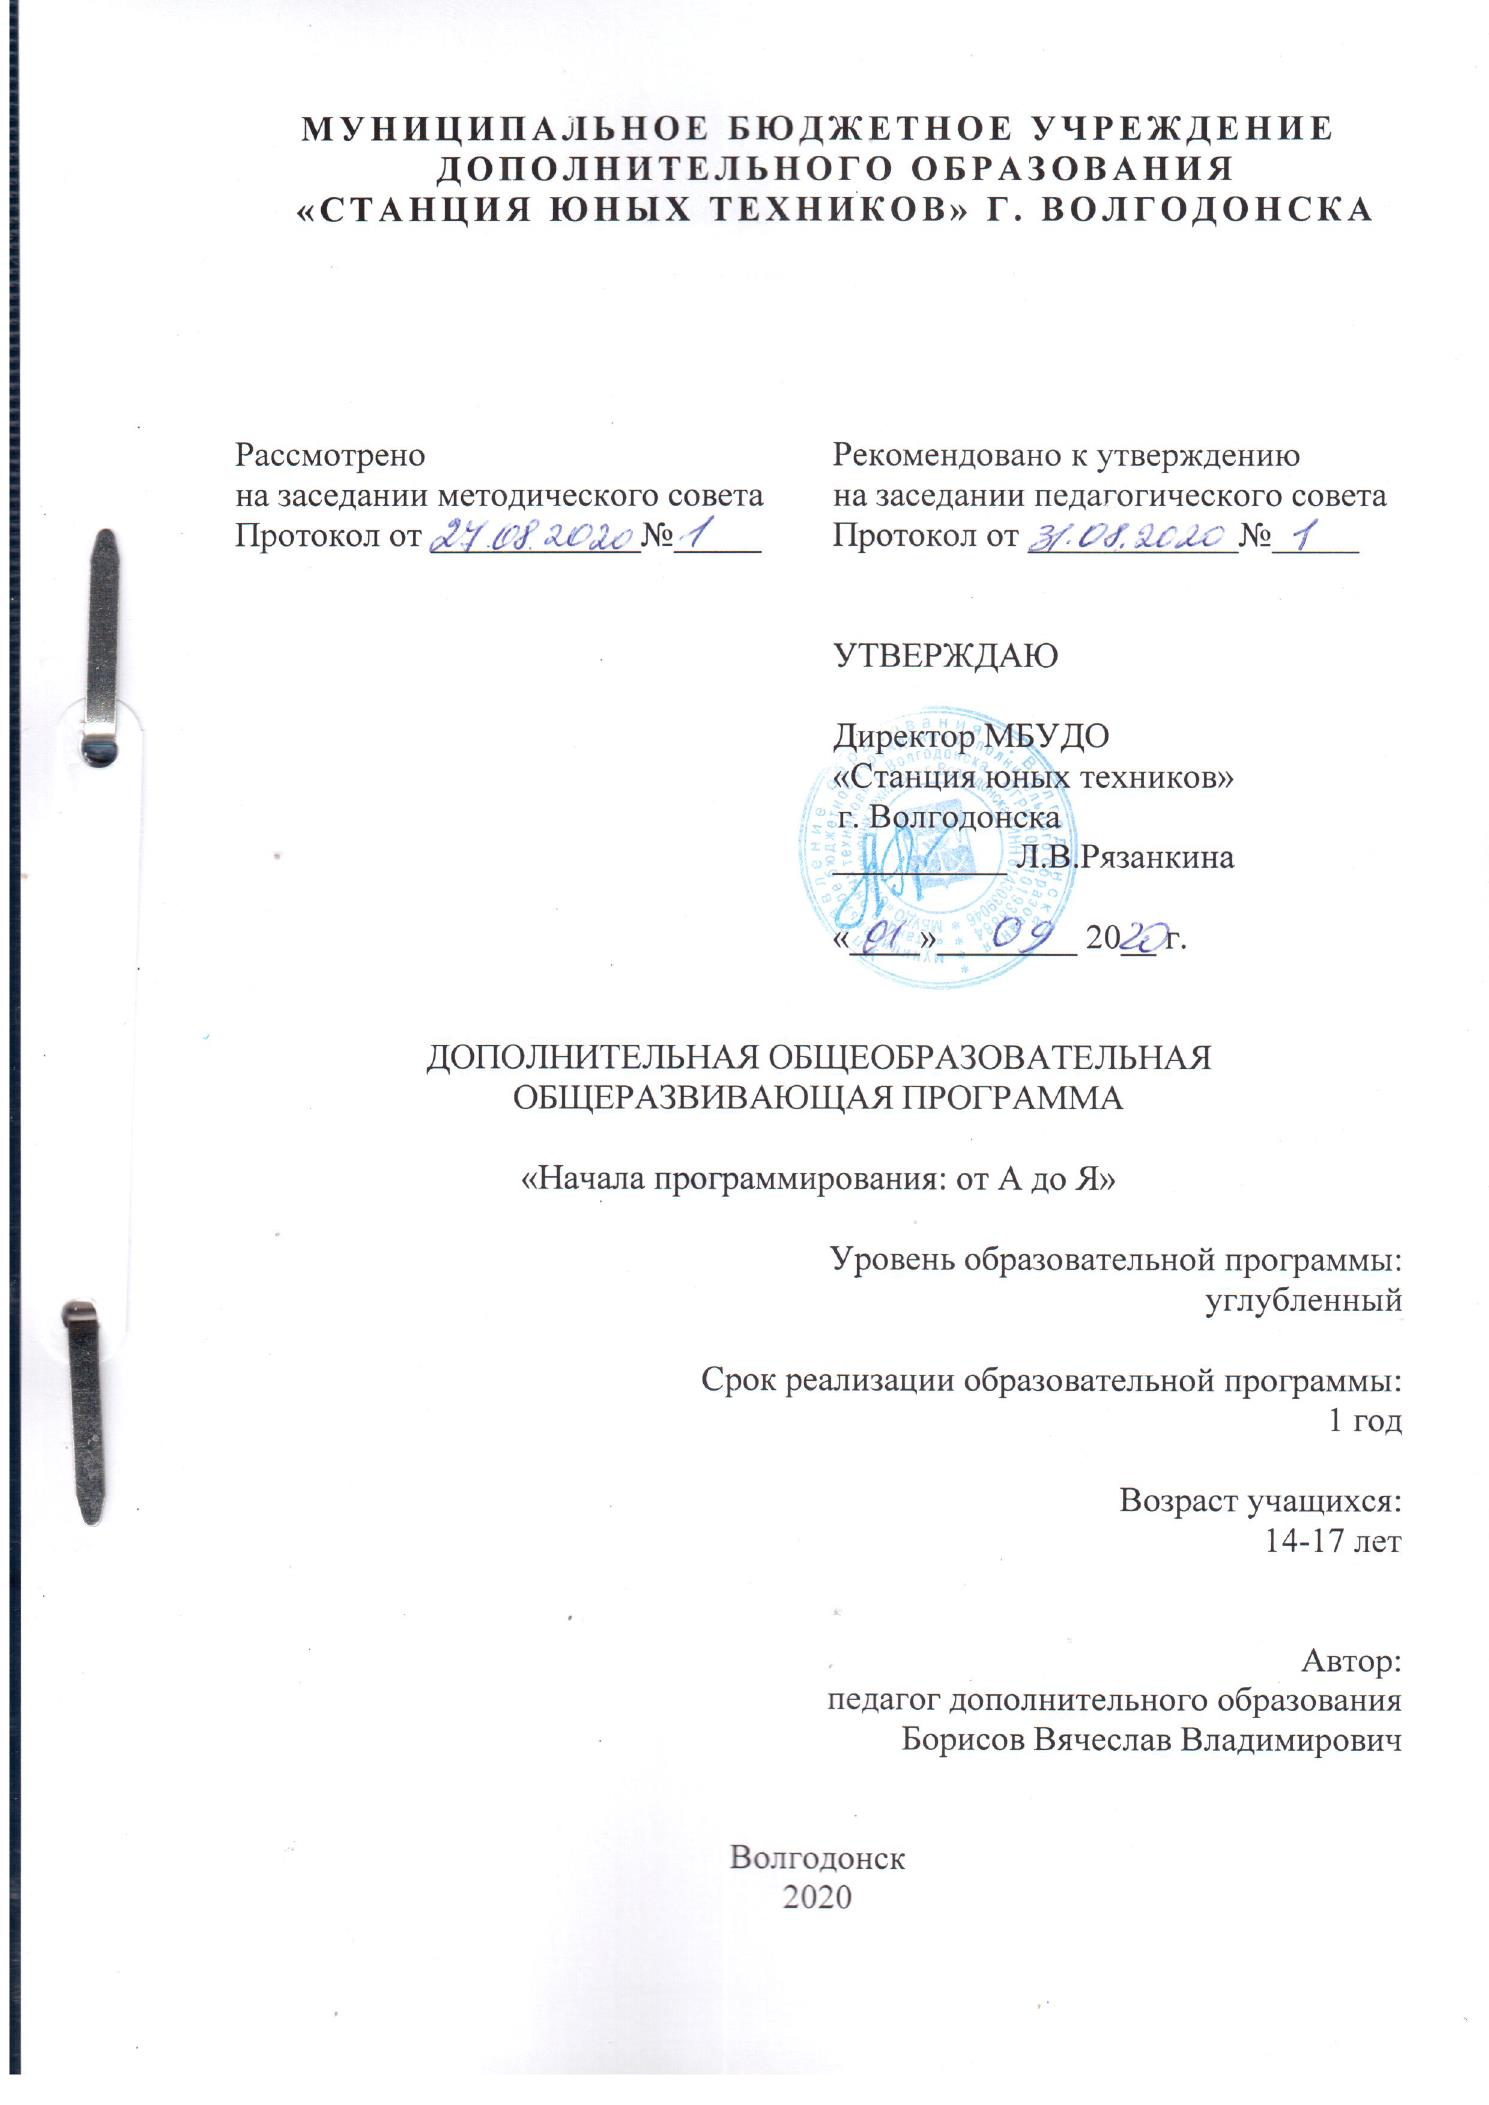 МУНИЦИПАЛЬНОЕ БЮДЖЕТНОЕ УЧРЕЖДЕНИЕ
ДОПОЛНИТЕЛЬНОГО ОБРАЗОВАНИЯ
«СТАНЦИЯ ЮНЫХ ТЕХНИКОВ» Г. ВОЛГОДОНСКА
Рассмотрено
на заседании методического совета
Протокол от 27.08.2020 № 1
Рекомендовано к утверждению
на заседании педагогического совета
Протокол от 31.08.2020 № 1
УТВЕРЖДАЮ
Директор МБУДО
«Станция юных техников»
г. Волгодонска
____________ Л.В.Рязанкина
«01» 09 2020 г.
ДОПОЛНИТЕЛЬНАЯ ОБЩЕОБРАЗОВАТЕЛЬНАЯ
ОБЩЕРАЗВИВАЮЩАЯ ПРОГРАММА
«Начала программирования: от А до Я»
Уровень образовательной программы:
углубленный
Срок реализации образовательной программы:
1 год
Возраст учащихся:
14-17 лет
Автор:
педагог дополнительного образования
Борисов Вячеслав Владимирович
Волгодонск
2020